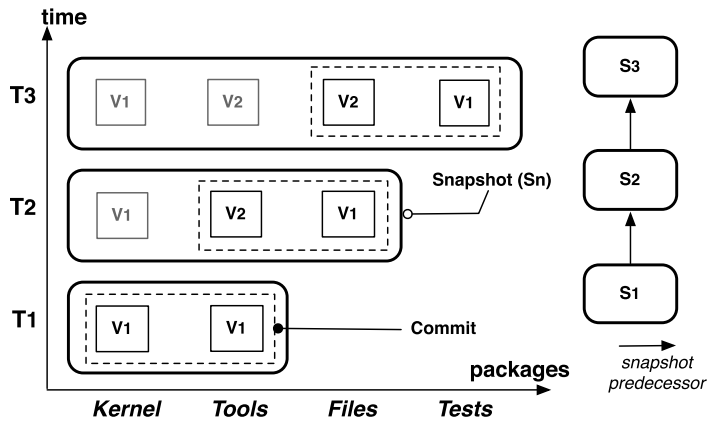 time
T3
V1
V2
V2
V1
S3
T2
V1
V2
V1
Snapshot (Sn)
S2
T1
V1
V1
Commit
S1
packages
snapshot
predecessor
Kernel
Tools
Files
Tests